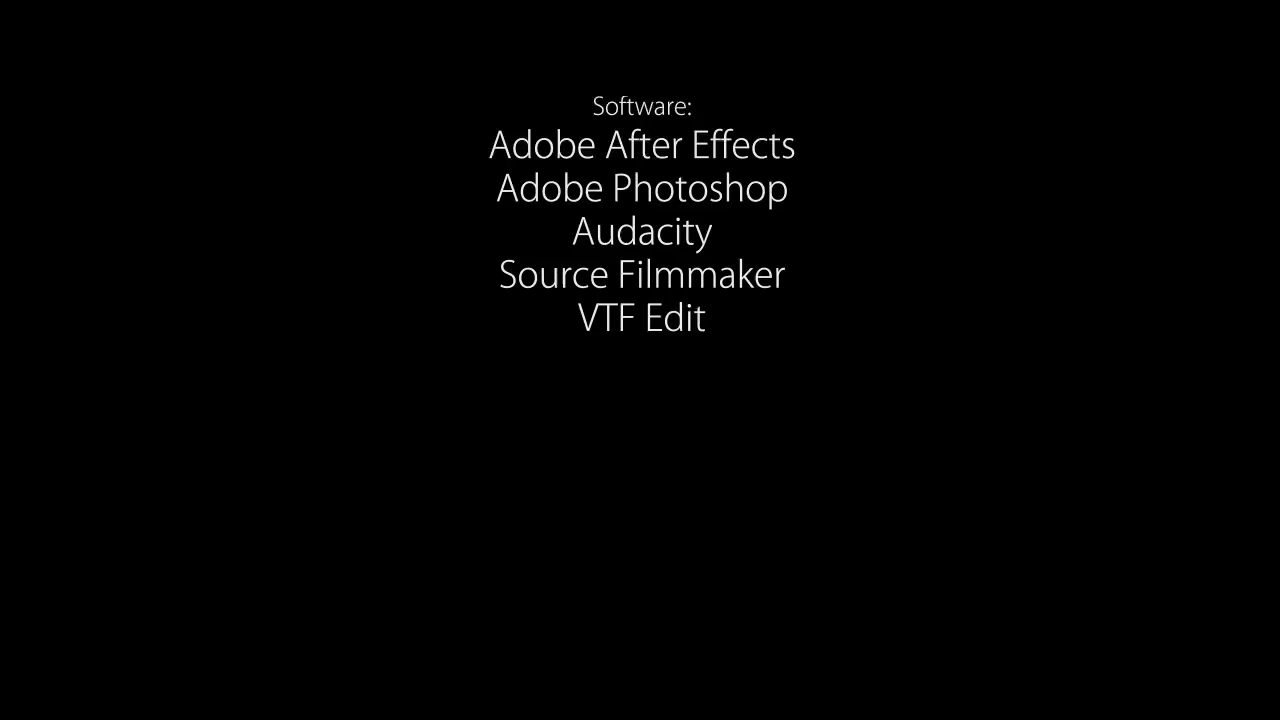 Software:
Adobe After Effects
Adobe Photoshop
Audacity
Source Filmmaker
VTF Edit